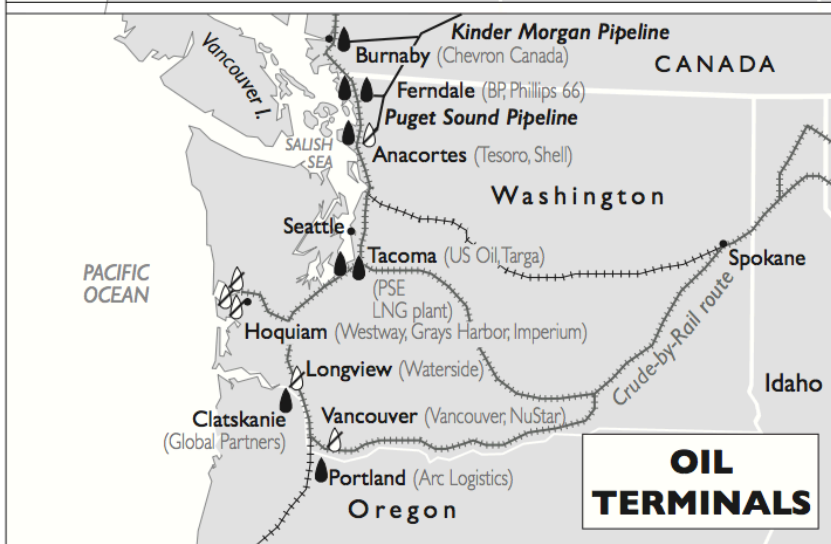 Kinder Morgan Pipeline
Burnaby (Chevron Canada)
CANADA
Vancouver I.
Ferndale (BP, Phillips 66)
Puget Sound Pipeline
SALISH
SEA
Anacortes (Tesoro, Shell)
Washington
Seattle
Tacoma (US Oil, Targa)
Spokane
PACIFIC
OCEAN
(PSE
LNG plant)
Hoquiam (Westway, Grays Harbor, Imperium)
Crude-by-Rail route
Longview (Waterside)
Idaho
Clatskanie
(Global Partners)
Vancouver (Vancouver, NuStar)
Portland (Arc Logistics)
Oregon
OIL
TERMINALS